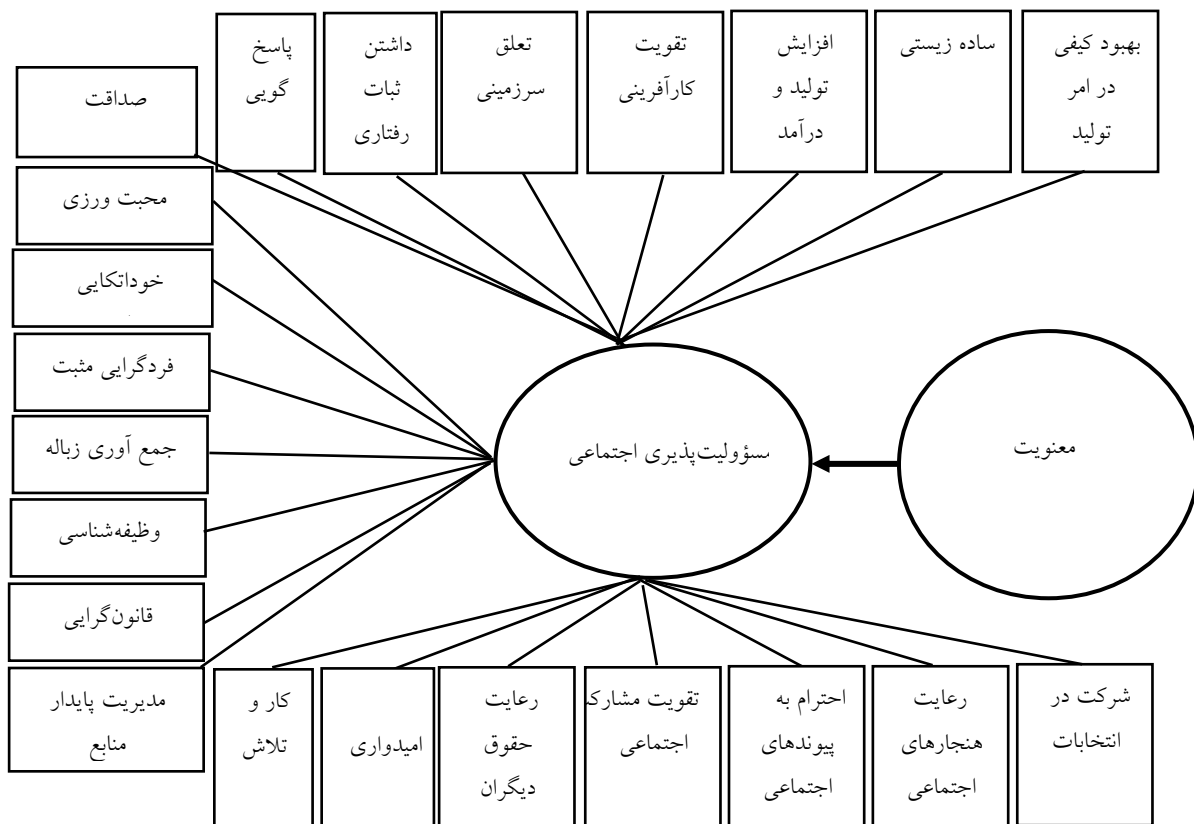 بهبود کیفی
در امر
تولید
ساده زیستی
افزایش
تولید و
درآمد
تقویت
کارآفرینی
تعلق
سرزمینی
داشتن
ثبات
رفتاری
پاسخ
گویی
صداقت
محبت ورزی
خوداتکایی
فردگرایی مثبت
جمع آوری زباله
وظیفه‌شناسی
قانون‌گرایی
مدیریت پایدار
منابع
معنویت
مسؤولیت‌پذیری اجتماعی
شرکت در
انتخابات
رعایت
هنجارهای
اجتماعی
احترام به
پیوندهای
اجتماعی
تقویت مشارکت
اجتماعی
رعایت
حقوق
دیگران
امیدواری
کار و
تلاش